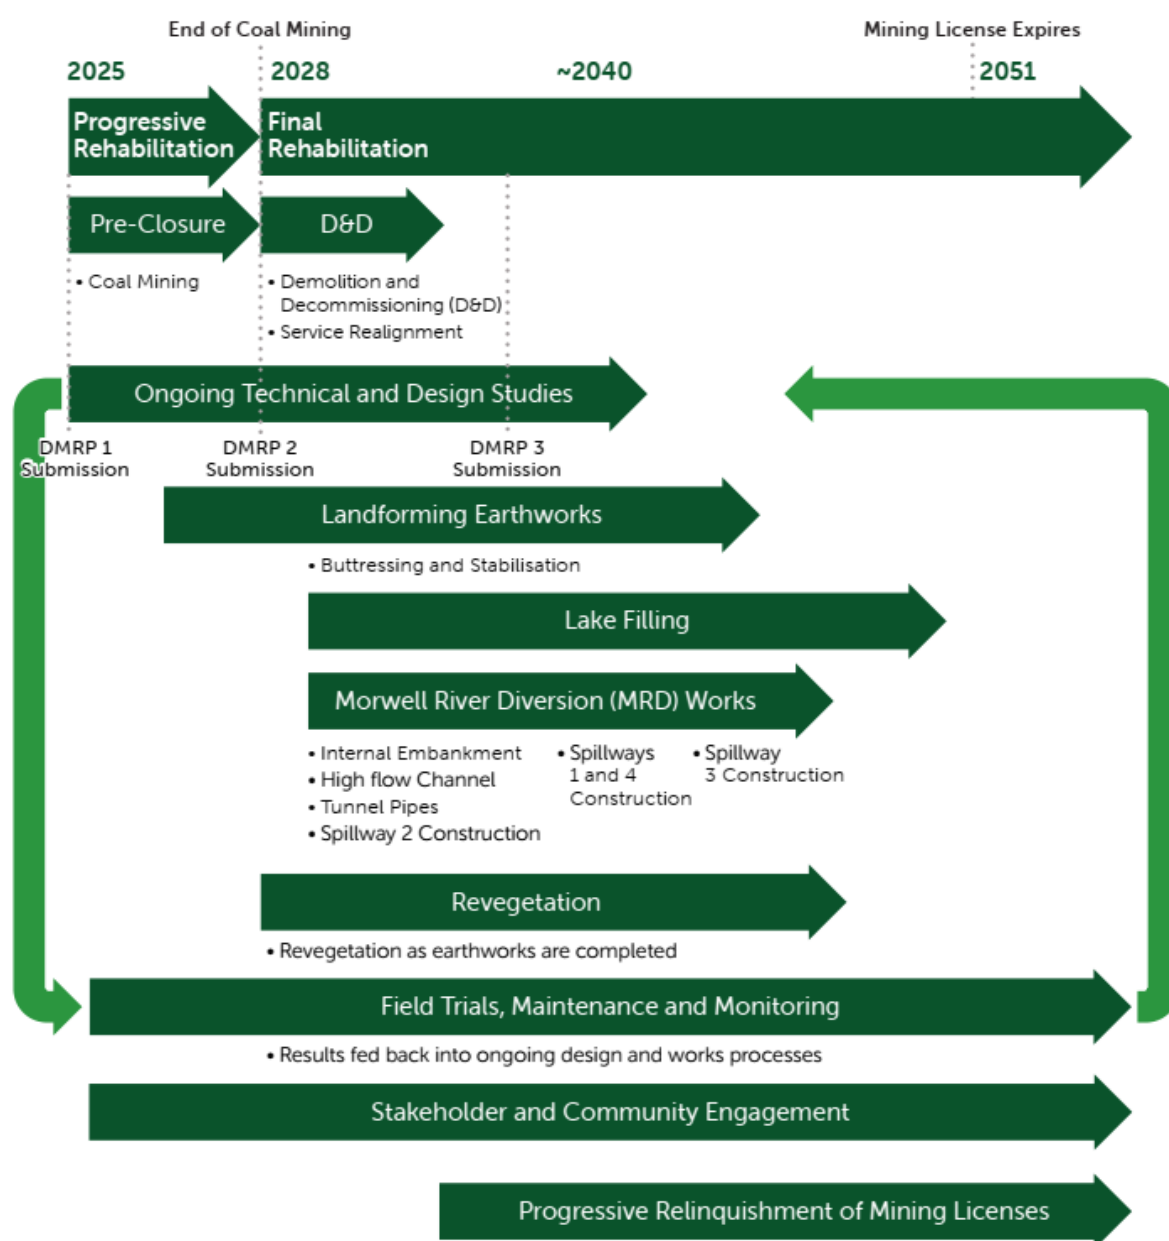 End of Coal Mining
Mining License Expires
2025
2028
~2040
2051
Progressive
Rehabilitation
Final
Rehabilitation
Pre-Closure
D&D
• Coal Mining
• Demolition and
Decommissioning (D&D)
• Service Realignment
Ongoing Technical and Design Studies
DMRP 1
Submission
DMRP 2
Submission
DMRP 3
Submission
Landforming Earthworks
• Buttressing and Stabilisation
Lake Filling
Morwell River Diversion (MRD) Works
• Internal Embankment
• High flow Channel
• Tunnel Pipes
• Spillway 2 Construction
• Spillways
1 and 4
Construction
• Spillway
3 Construction
Revegetation
• Revegetation as earthworks are completed
Field Trials, Maintenance and Monitoring
• Results fed back into ongoing design and works processes
Stakeholder and Community Engagement
Progressive Relinquishment of Mining Licenses